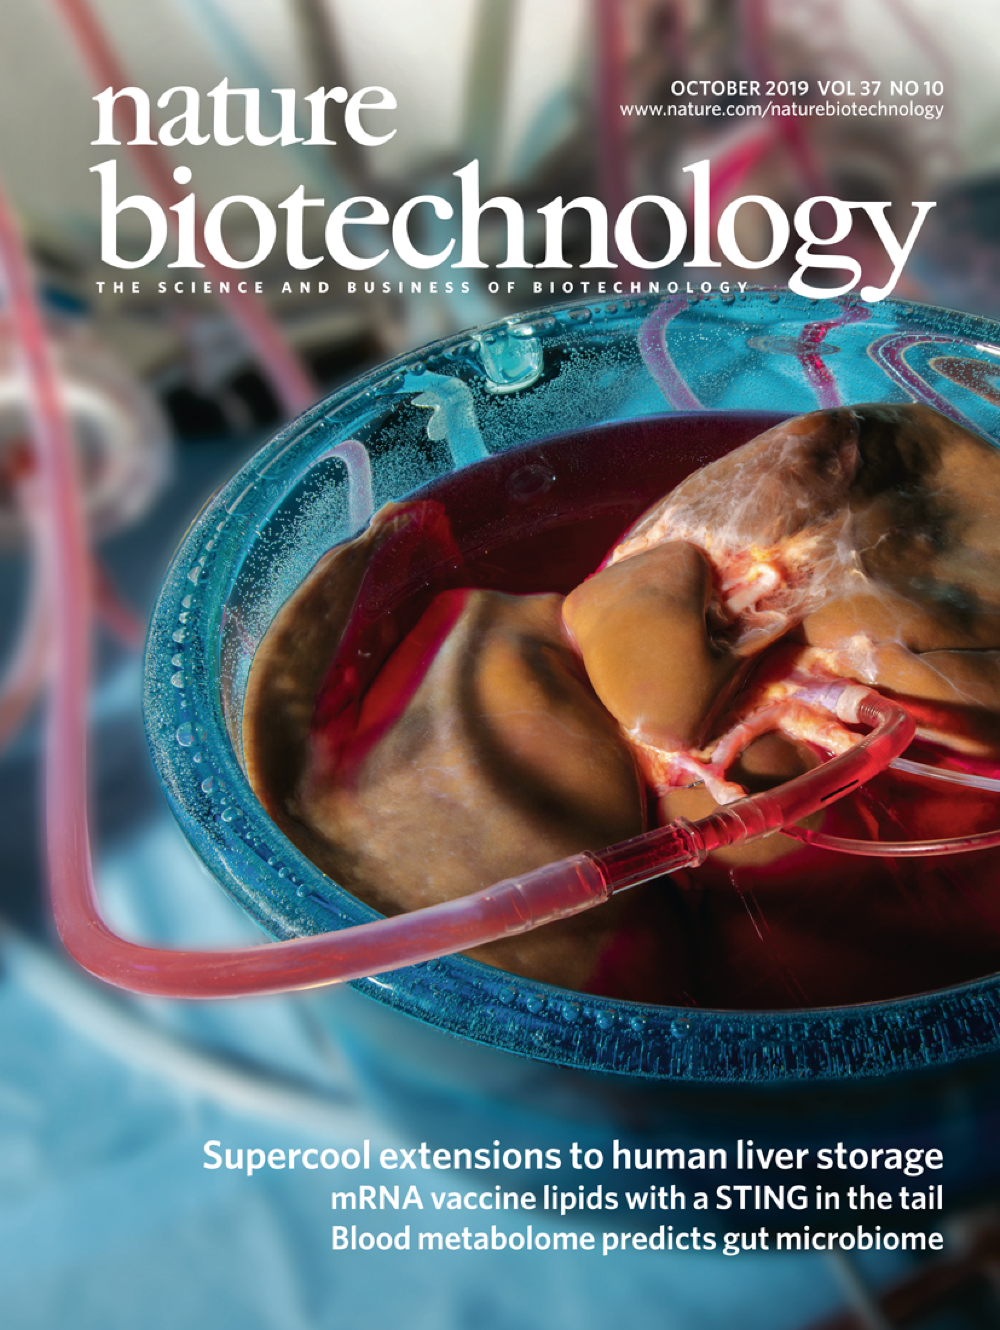 nature
OCTOBER 2019 VOL 37 NO 10
www.nature.com/naturebiotechnology
biotechnology
THE SCIENCE AND BUSINESS OF BIOTECHNOLOGY
Supercool extensions to human liver storage
mRNA vaccine lipids with a STING in the tail
Blood metabolome predicts gut microbiome